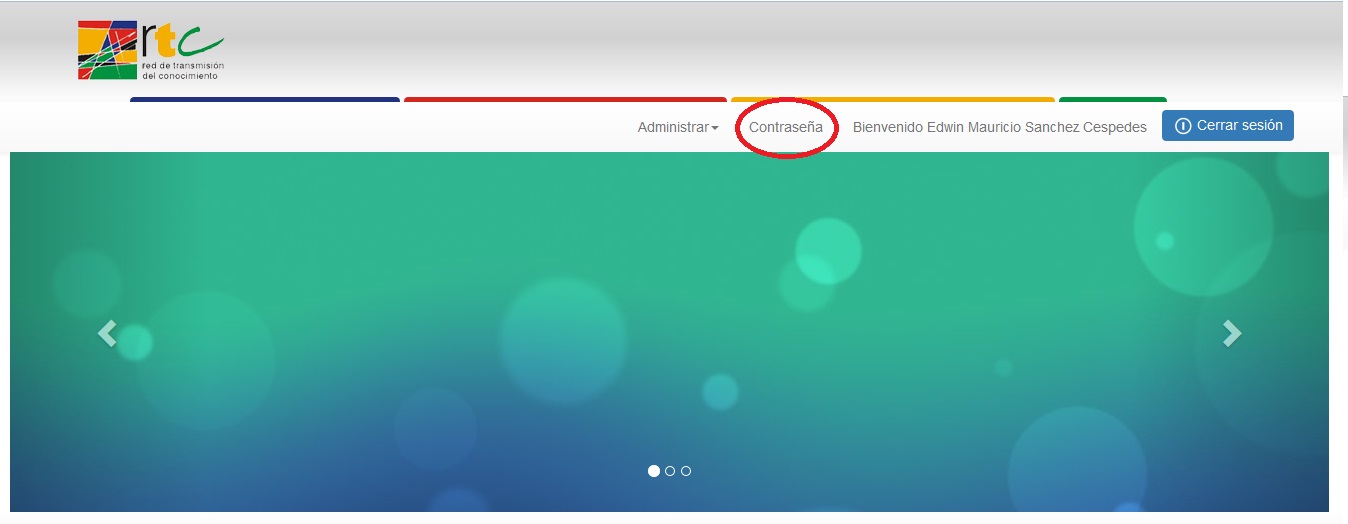 rtc
red de transmisión
del conocimiento
Administrar Contraseña Bienvenido Edwin Mauricio Sanchez Cespedes Cerrar sesión